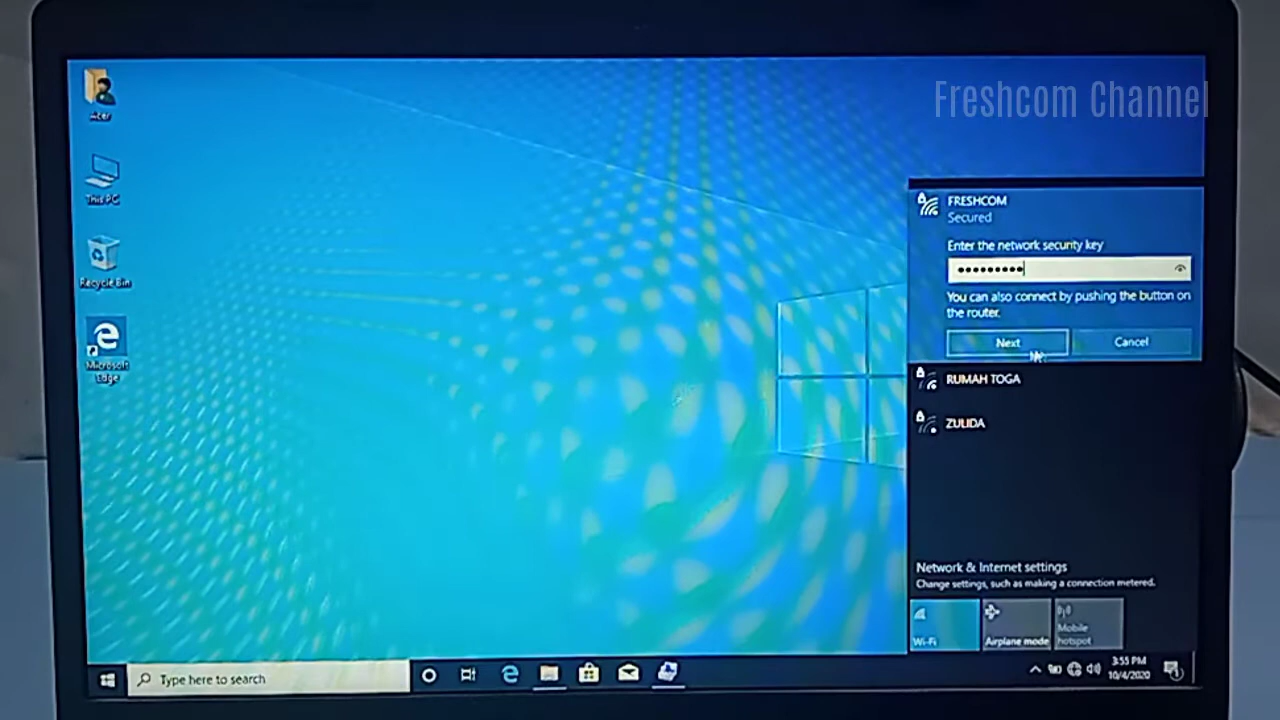 Freshcom Channel
Acer
This PC
Recycle Bin
Microsoft
Edge
FRESHCOM
Secured
Enter the network security key
You can also connect by pushing the button on
the router.
Next
Cancel
RUMAH TOGA
ZULIDA
Network & Internet settings
Change settings, such as making a connection metered.
Wi-Fi
Airplane mode
Mobile
hotspot
Type here to search
3:55 PM
10/4/2020